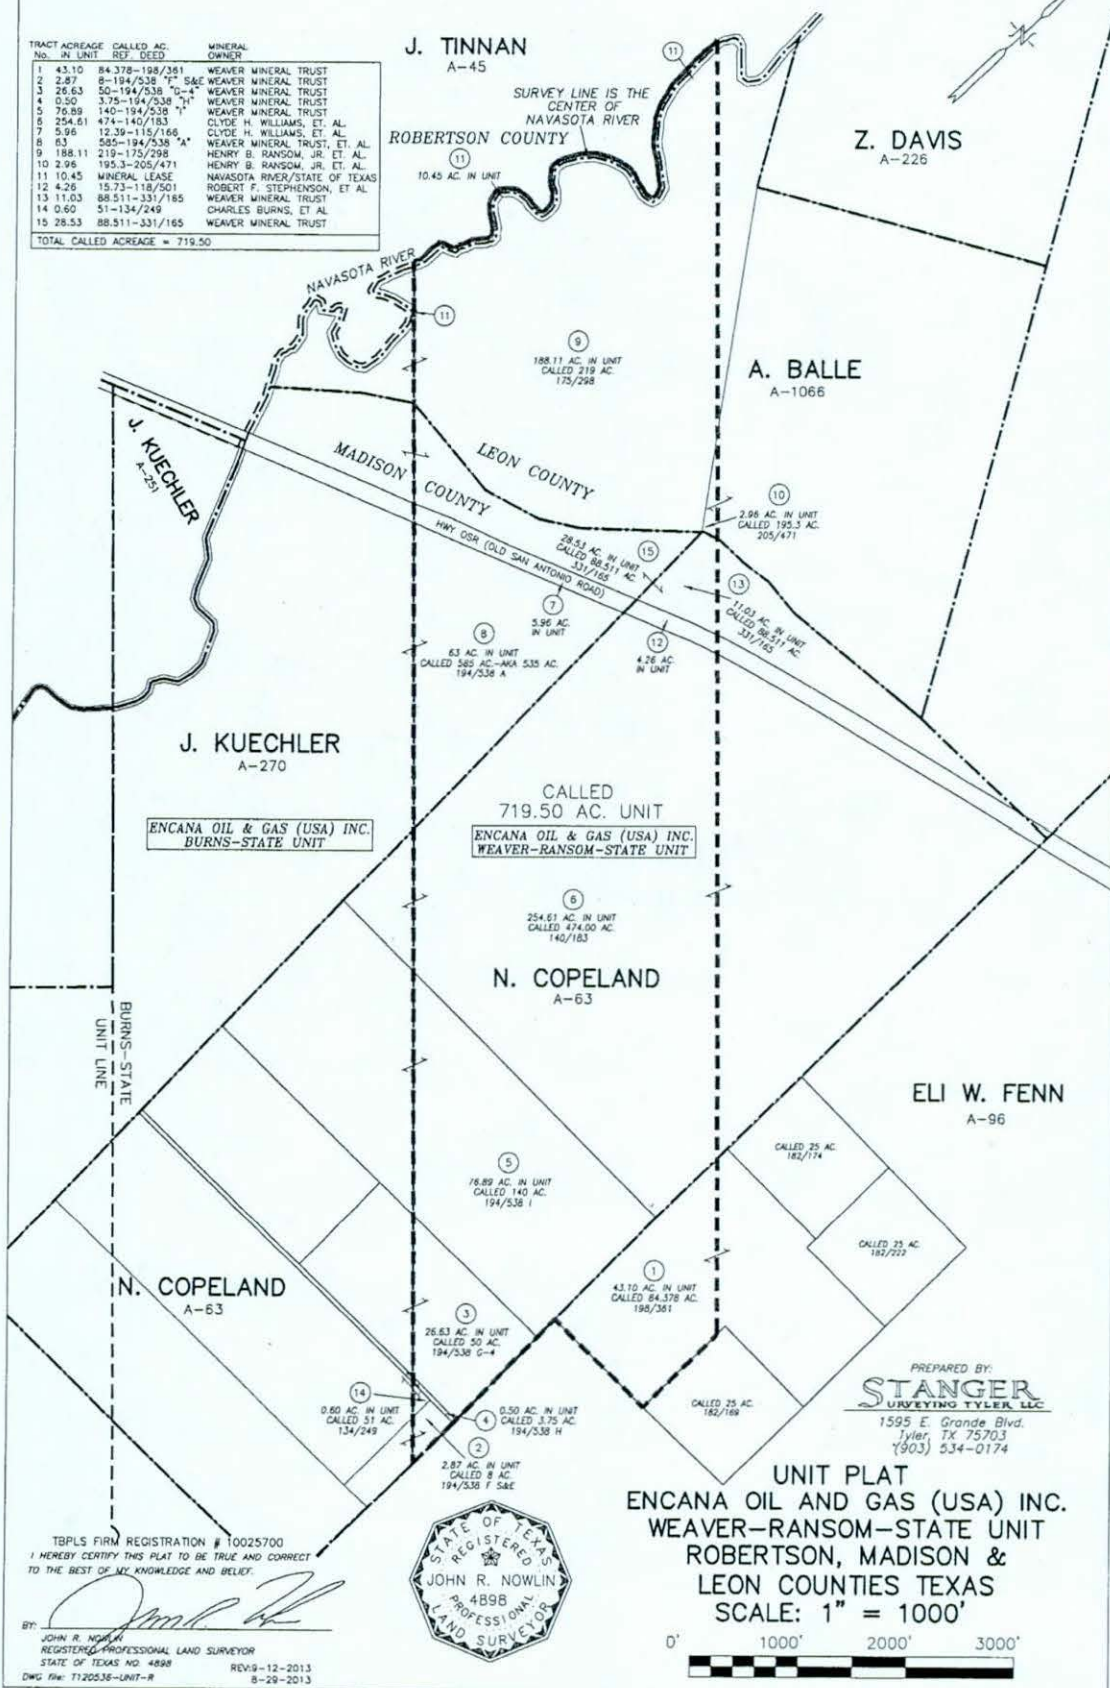 TRACT ACREAGE CALLED AC. MINERAL
No. IN UNIT REF. DEED OWNER
1 43.10 84.378-198/361 WEAVER MINERAL TRUST
2 2.87 8-194/538 "F" S&E WEAVER MINERAL TRUST
3 26.63 50-194/538 "G-4" WEAVER MINERAL TRUST
4 0.50 3.75-194/538 "H" WEAVER MINERAL TRUST
5 76.89 140-194/538 "I" WEAVER MINERAL TRUST
6 254.61 474-140/183 CLYDE H. WILLIAMS, ET. AL.
7 5.96 12.39-115/166 CLYDE H. WILLIAMS, ET. AL.
8 63 585-194/538 "A" WEAVER MINERAL TRUST, ET. AL.
9 188.11 219-175/298 HENRY B. RANSOM, JR. ET. AL.
10 2.96 195.3-205/471 HENRY B. RANSOM, JR. ET. AL.
11 10.45 MINERAL LEASE NAVASOTA RIVER/STATE OF TEXAS
12 4.26 15.73-118/501 ROBERT F. STEPHENSON, ET AL
13 11.03 88.511-331/165 WEAVER MINERAL TRUST
14 0.60 51-134/249 CHARLES BURNS, ET AL
15 28.53 88.511-331/165 WEAVER MINERAL TRUST
TOTAL CALLED ACREAGE = 719.50
J. TINNAN
A-45
11
N
SURVEY LINE IS THE
CENTER OF
NAVASOTA RIVER
ROBERTSON COUNTY
11
10.45 AC. IN UNIT
Z. DAVIS
A-226
NAVASOTA RIVER
11
9
188.11 AC. IN UNIT
CALLED 219 AC.
175/298
A. BALLE
A-1066
J. KUECHLER
A-251
MADISON COUNTY
LEON COUNTY
HWY OSR (OLD SAN ANTONIO ROAD)
10
2.96 AC. IN UNIT
CALLED 195.3 AC.
205/471
15
28.53 AC. IN UNIT
CALLED 88.511 AC.
331/165
13
11.03 AC. IN UNIT
CALLED 88.511 AC.
331/165
7
5.96 AC.
IN UNIT
12
4.26 AC.
IN UNIT
8
63 AC. IN UNIT
CALLED 585 AC.-AKA 535 AC.
194/538 A
J. KUECHLER
A-270
ENCANA OIL & GAS (USA) INC.
BURNS-STATE UNIT
CALLED
719.50 AC. UNIT
ENCANA OIL & GAS (USA) INC.
WEAVER-RANSOM-STATE UNIT
6
254.61 AC. IN UNIT
CALLED 474.00 AC.
140/183
N. COPELAND
A-63
BURNS-STATE
UNIT LINE
ELI W. FENN
A-96
CALLED 25 AC.
182/174
5
76.89 AC. IN UNIT
CALLED 140 AC.
194/538 I
CALLED 25 AC.
182/222
N. COPELAND
A-63
1
43.10 AC. IN UNIT
CALLED 84.378 AC.
198/361
3
26.63 AC. IN UNIT
CALLED 50 AC.
194/538 G-4
14
0.60 AC. IN UNIT
CALLED 51 AC.
134/249
4
0.50 AC. IN UNIT
CALLED 3.75 AC.
194/538 H
2
2.87 AC. IN UNIT
CALLED 8 AC.
194/538 F S&E
CALLED 25 AC.
182/169
PREPARED BY:
STANGER
SURVEYING TYLER, LLC
1595 E. Grande Blvd.
Tyler, TX 75703
(903) 534-0174
UNIT PLAT
ENCANA OIL AND GAS (USA) INC.
WEAVER-RANSOM-STATE UNIT
ROBERTSON, MADISON &
LEON COUNTIES TEXAS
SCALE: 1" = 1000'
0' 1000' 2000' 3000'
STATE OF TEXAS
REGISTERED
JOHN R. NOWLIN
4898
PROFESSIONAL
LAND SURVEYOR
TBPLS FIRM REGISTRATION # 10025700
I HEREBY CERTIFY THIS PLAT TO BE TRUE AND CORRECT
TO THE BEST OF MY KNOWLEDGE AND BELIEF.
BY:
JOHN R. NOWLIN
REGISTERED PROFESSIONAL LAND SURVEYOR
STATE OF TEXAS NO. 4898
REV:9-12-2013
DWG file: T120536-UNIT-R 8-29-2013